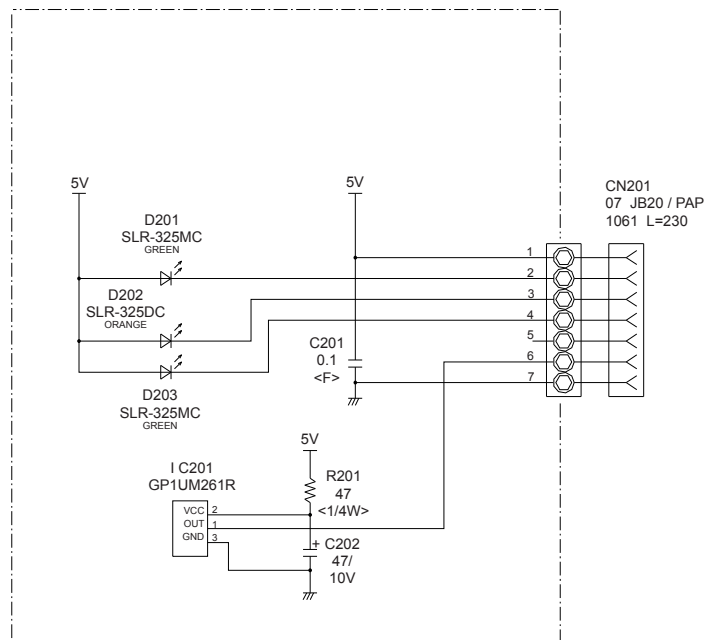 5V
D201
SLR-325MC
GREEN
D202
SLR-325DC
ORANGE
D203
SLR-325MC
GREEN
5V
C201
0.1
<F>
CN201
07 JB20 / PAP
1061 L=230
1
2
3
4
5
6
7
I C201
GP1UM261R
VCC 2
OUT 1
GND 3
5V
R201
47
<1/4W>
+ C202
47/
10V